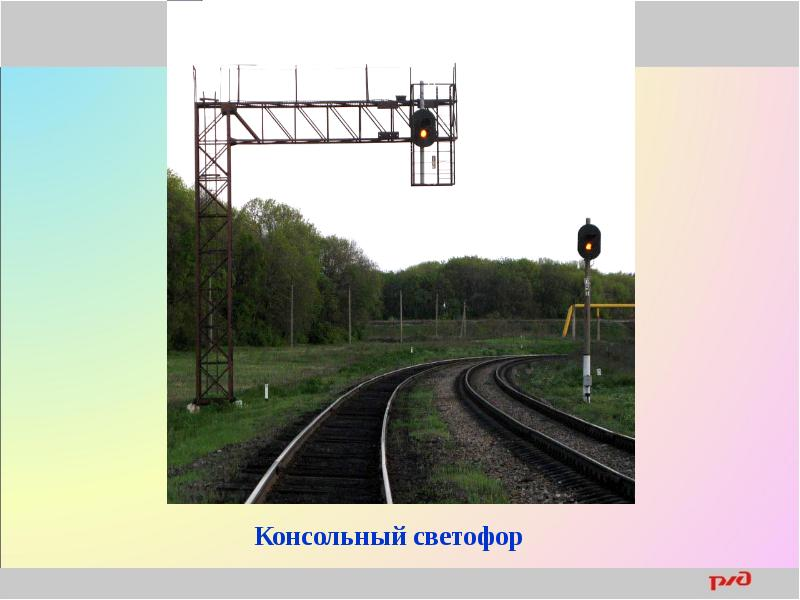 Консольный светофор
ржд